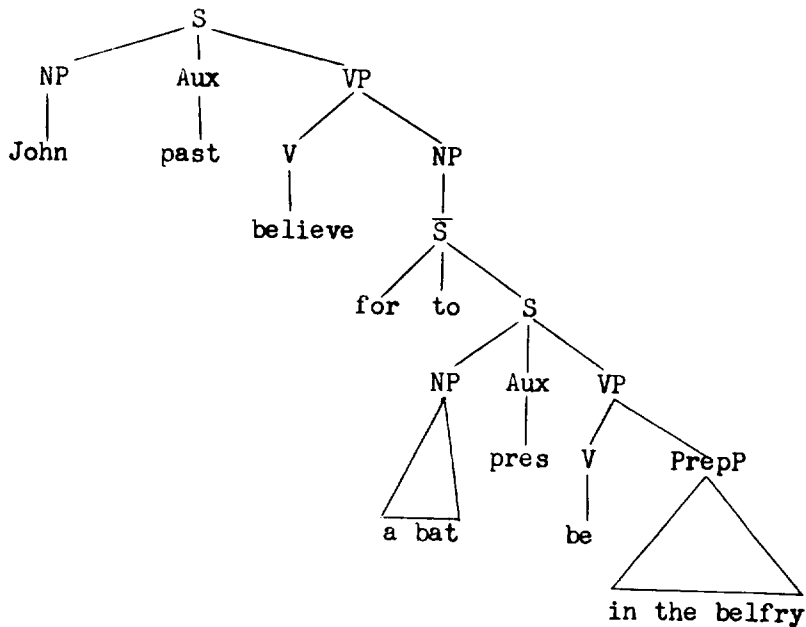 S
NP Aux VP
John past V NP
believe S̅
for to S
NP Aux VP
pres V PrepP
a bat be
in the belfry